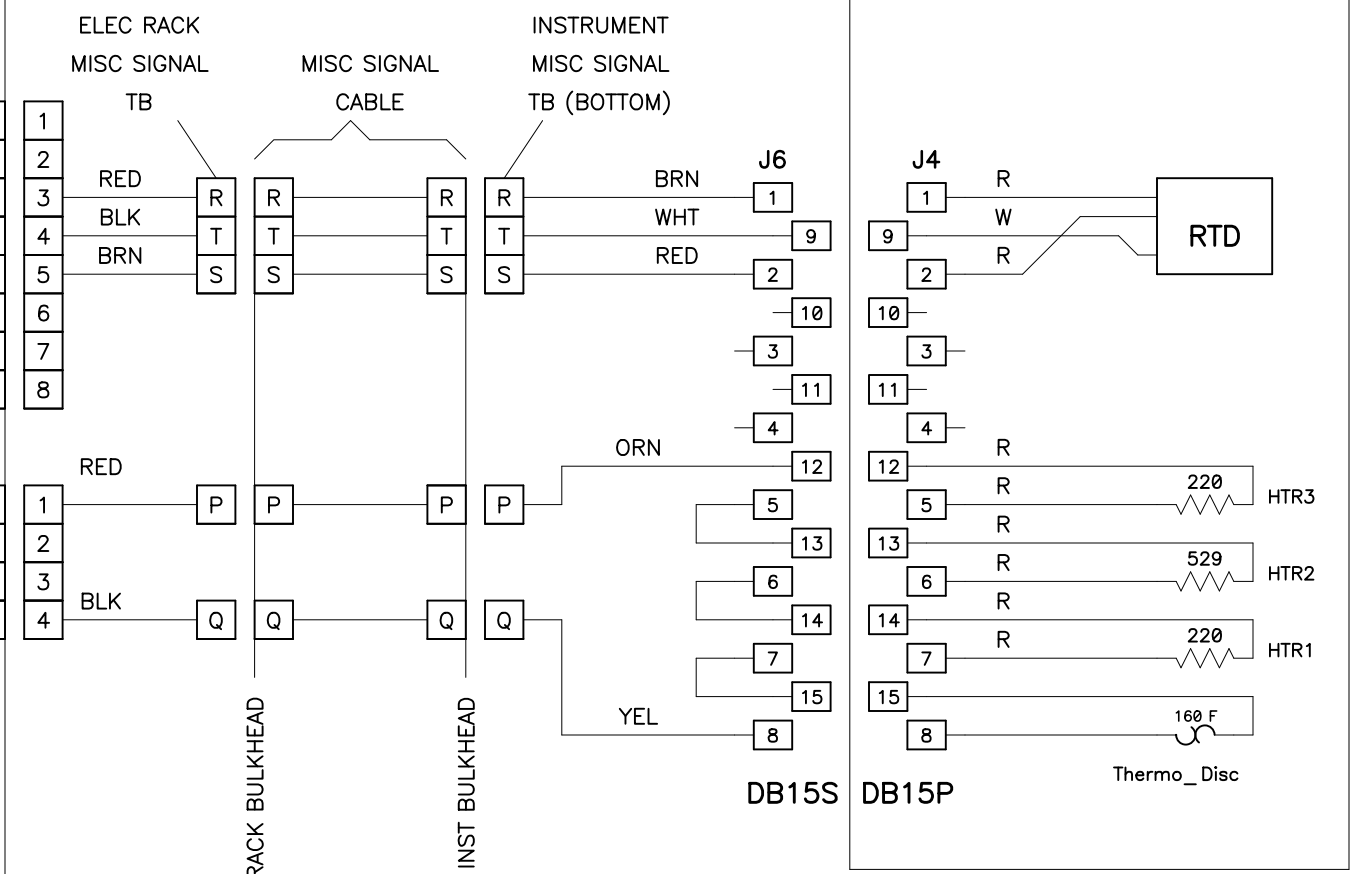 ELEC RACK
MISC SIGNAL
TB
MISC SIGNAL
CABLE
INSTRUMENT
MISC SIGNAL
TB (BOTTOM)
J6
J4
1
2
3 RED R R R R BRN 1 1 R
4 BLK T T T T WHT 9 9 W RTD
5 BRN S S S S RED 2 2 R
6 10 10
7 3 3
8 11 11
4 4
RED ORN 12 12 R
1 P P P P 5 5 R 220 HTR3
2 13 13 R
3 6 6 R 529 HTR2
4 BLK Q Q Q Q 14 14 R
7 7 R 220 HTR1
15 15
YEL 8 8 160 F
Thermo_Disc
DB15S DB15P
RACK BULKHEAD
INST BULKHEAD